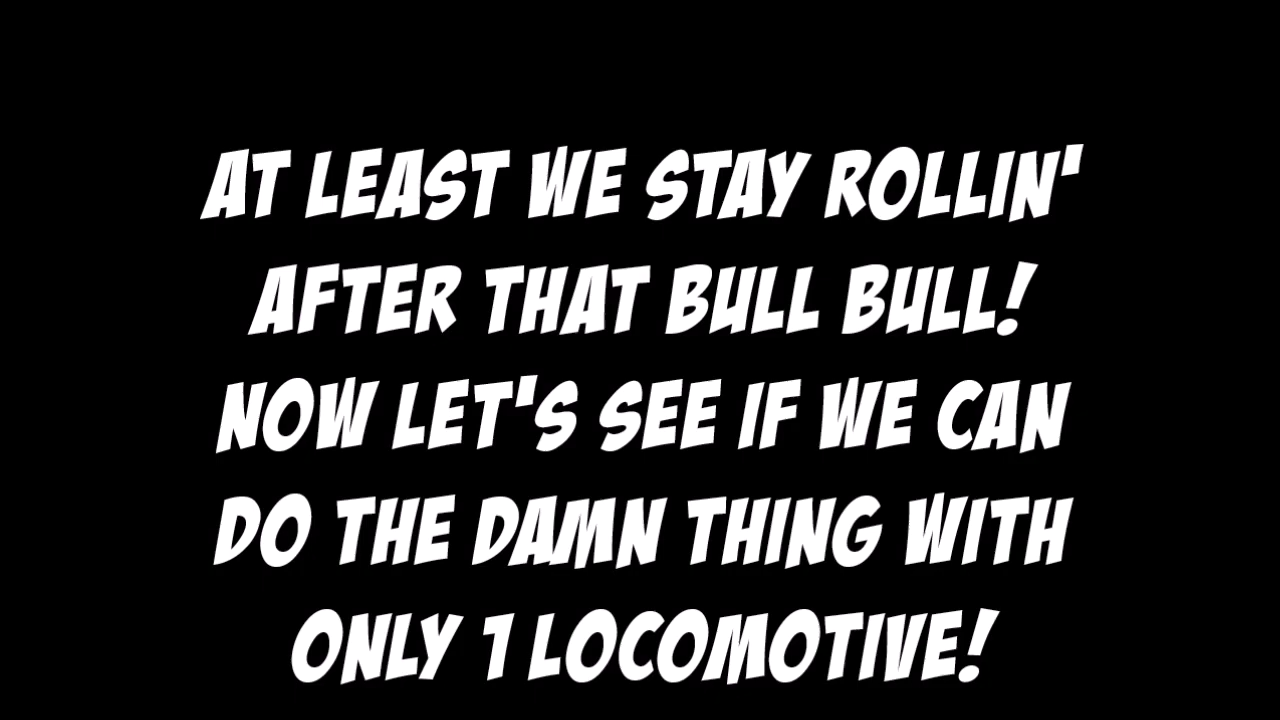 AT LEAST WE STAY ROLLIN'
AFTER THAT BULL BULL!
NOW LET'S SEE IF WE CAN
DO THE DAMN THING WITH
ONLY 1 LOCOMOTIVE!